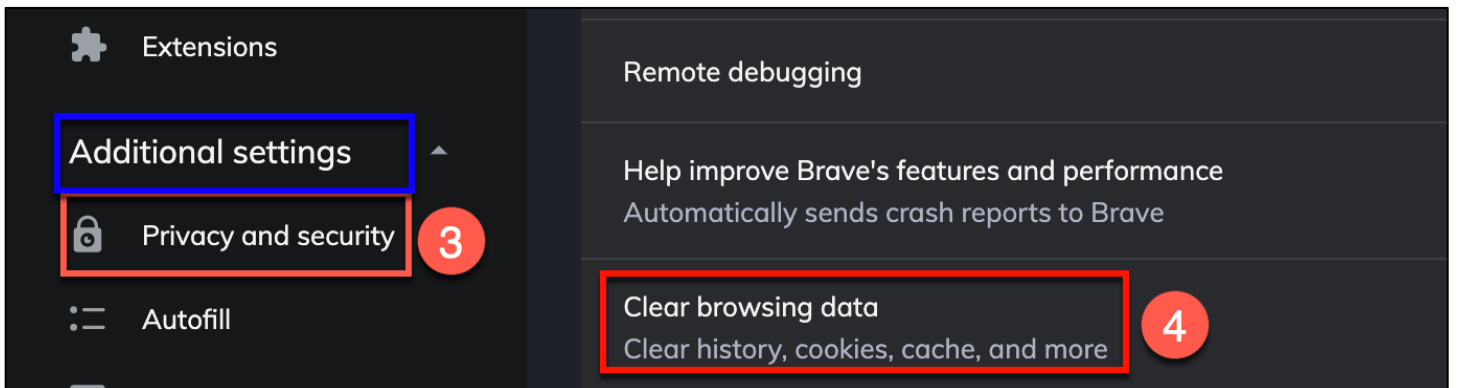 Extensions
Additional settings
Privacy and security
3
Autofill
Remote debugging
Help improve Brave's features and performance
Automatically sends crash reports to Brave
Clear browsing data
Clear history, cookies, cache, and more
4